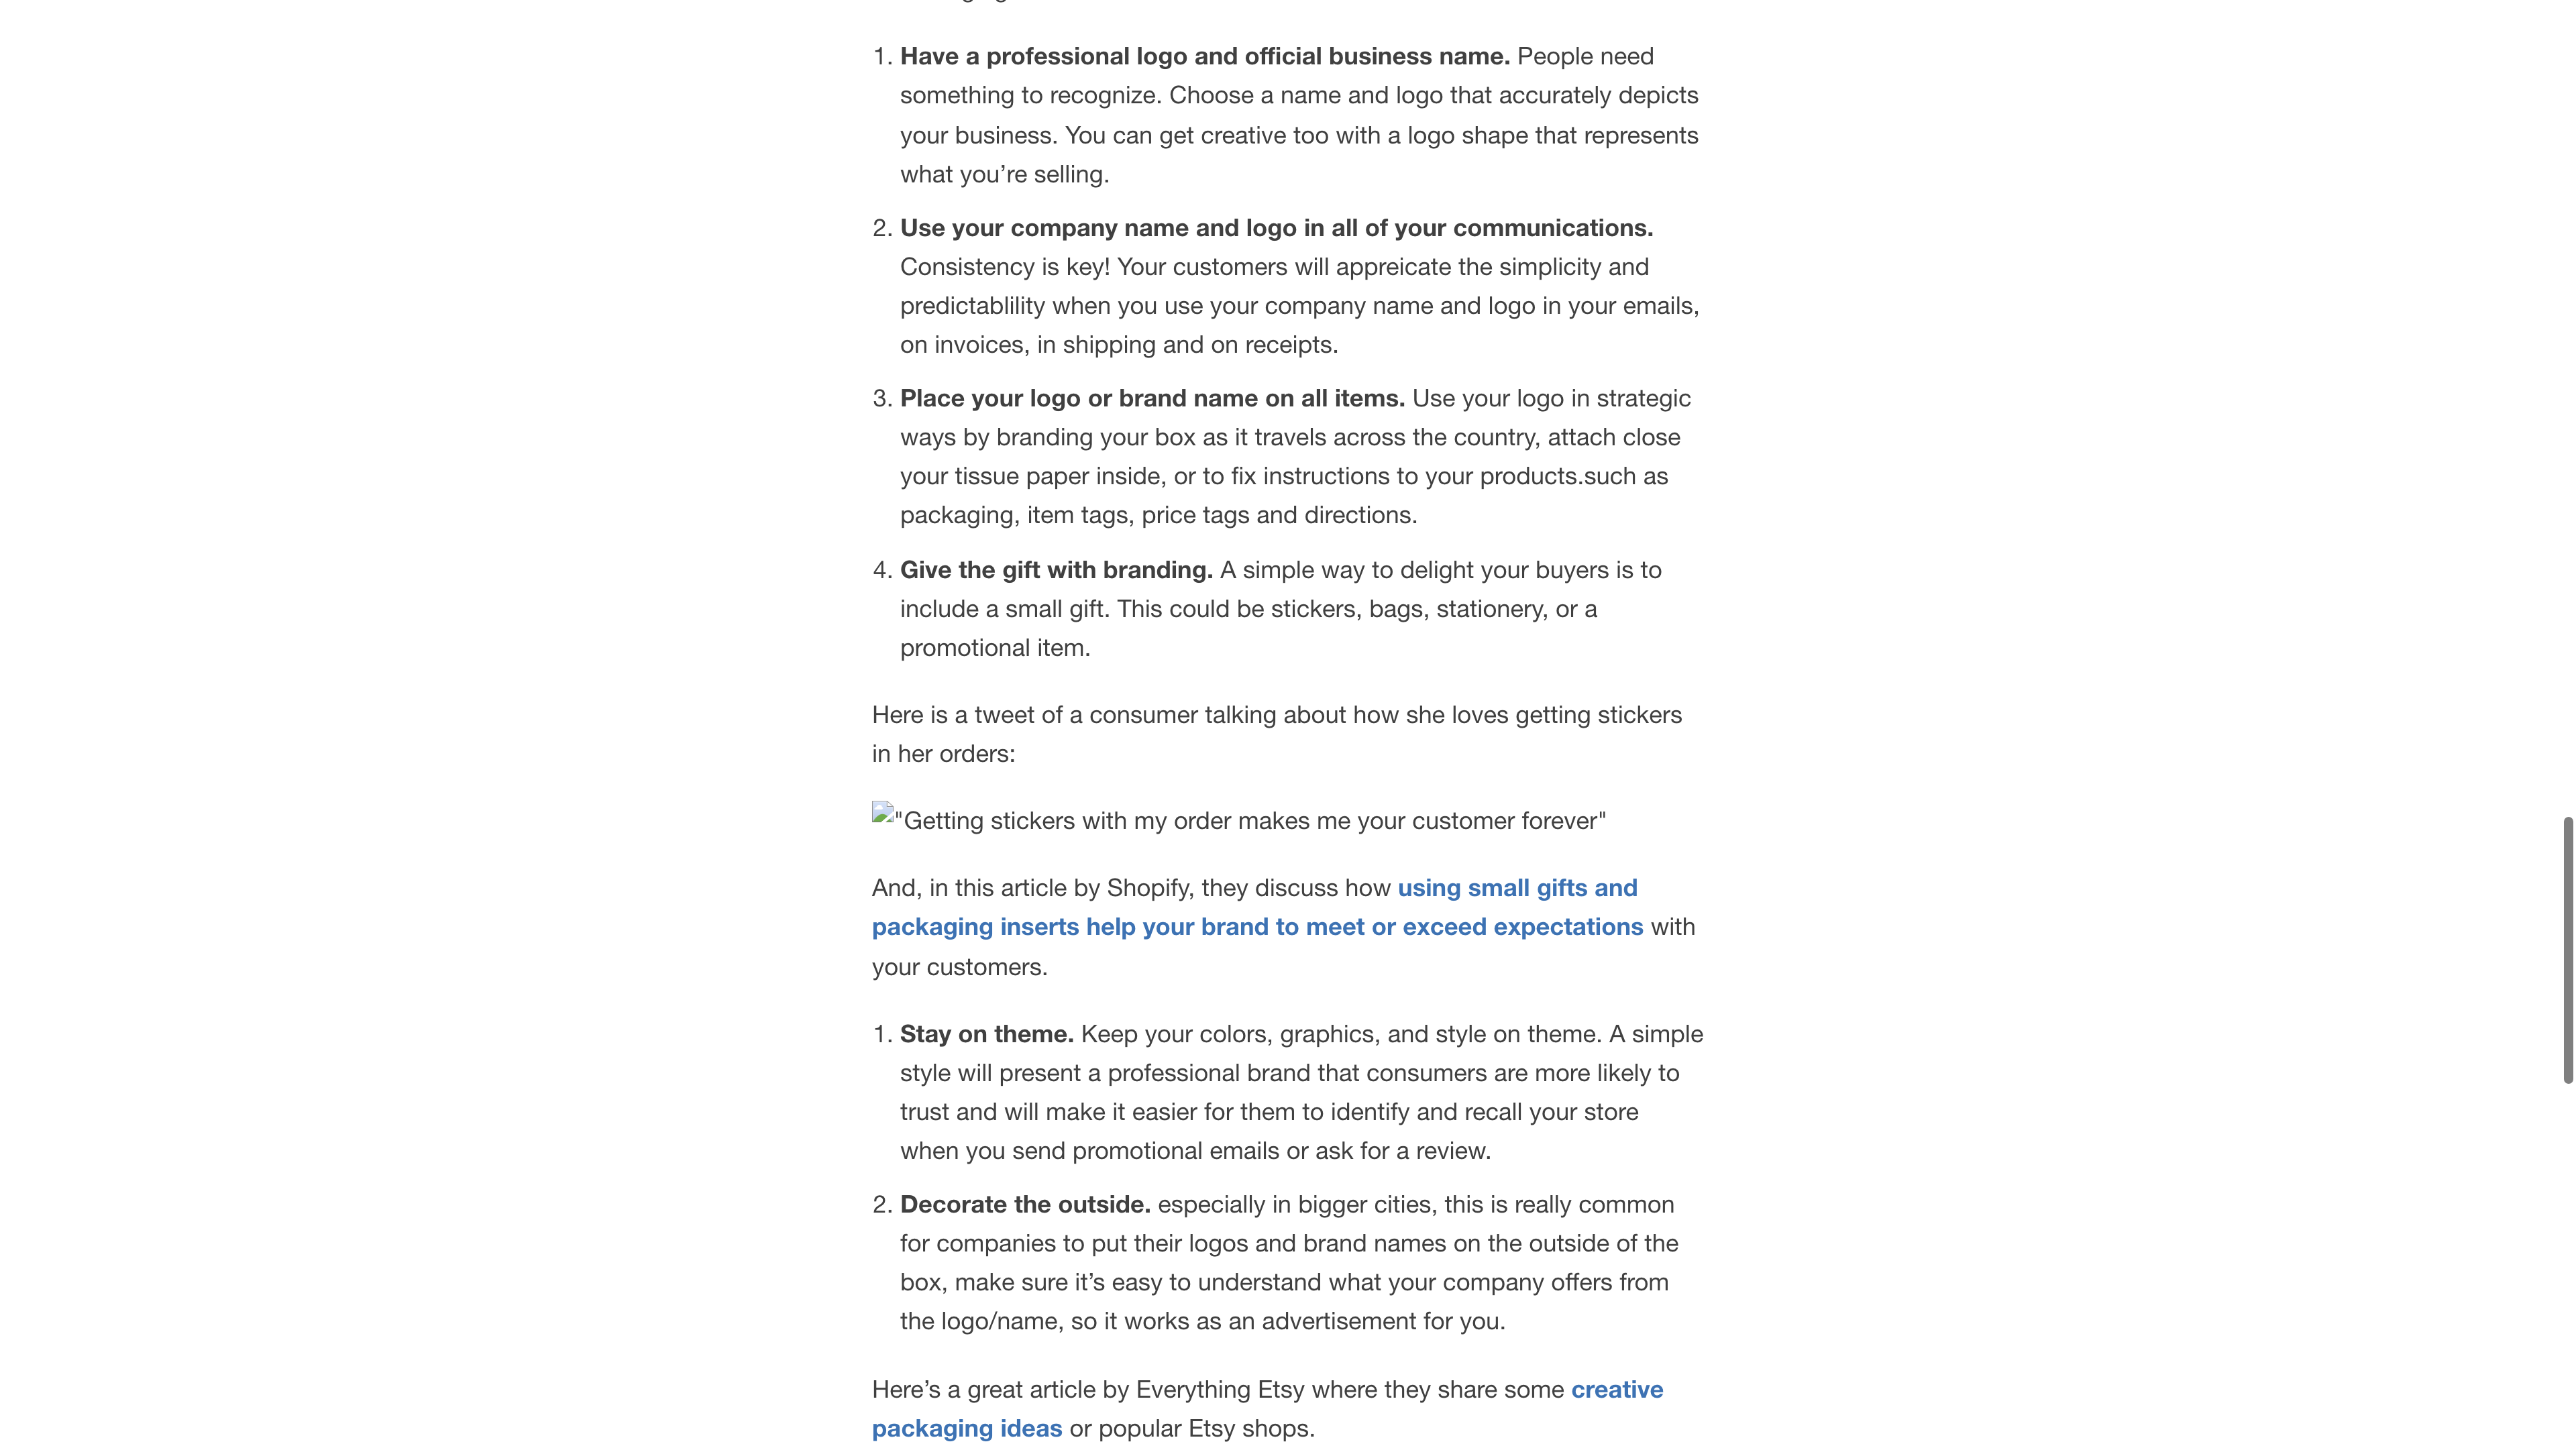 1. Have a professional logo and official business name. People need
something to recognize. Choose a name and logo that accurately depicts
your business. You can get creative too with a logo shape that represents
what you’re selling.
2. Use your company name and logo in all of your communications.
Consistency is key! Your customers will appreicate the simplicity and
predictablility when you use your company name and logo in your emails,
on invoices, in shipping and on receipts.
3. Place your logo or brand name on all items. Use your logo in strategic
ways by branding your box as it travels across the country, attach close
your tissue paper inside, or to fix instructions to your products.such as
packaging, item tags, price tags and directions.
4. Give the gift with branding. A simple way to delight your buyers is to
include a small gift. This could be stickers, bags, stationery, or a
promotional item.
Here is a tweet of a consumer talking about how she loves getting stickers
in her orders:
"Getting stickers with my order makes me your customer forever"
And, in this article by Shopify, they discuss how using small gifts and
packaging inserts help your brand to meet or exceed expectations with
your customers.
1. Stay on theme. Keep your colors, graphics, and style on theme. A simple
style will present a professional brand that consumers are more likely to
trust and will make it easier for them to identify and recall your store
when you send promotional emails or ask for a review.
2. Decorate the outside. especially in bigger cities, this is really common
for companies to put their logos and brand names on the outside of the
box, make sure it’s easy to understand what your company offers from
the logo/name, so it works as an advertisement for you.
Here’s a great article by Everything Etsy where they share some creative
packaging ideas or popular Etsy shops.